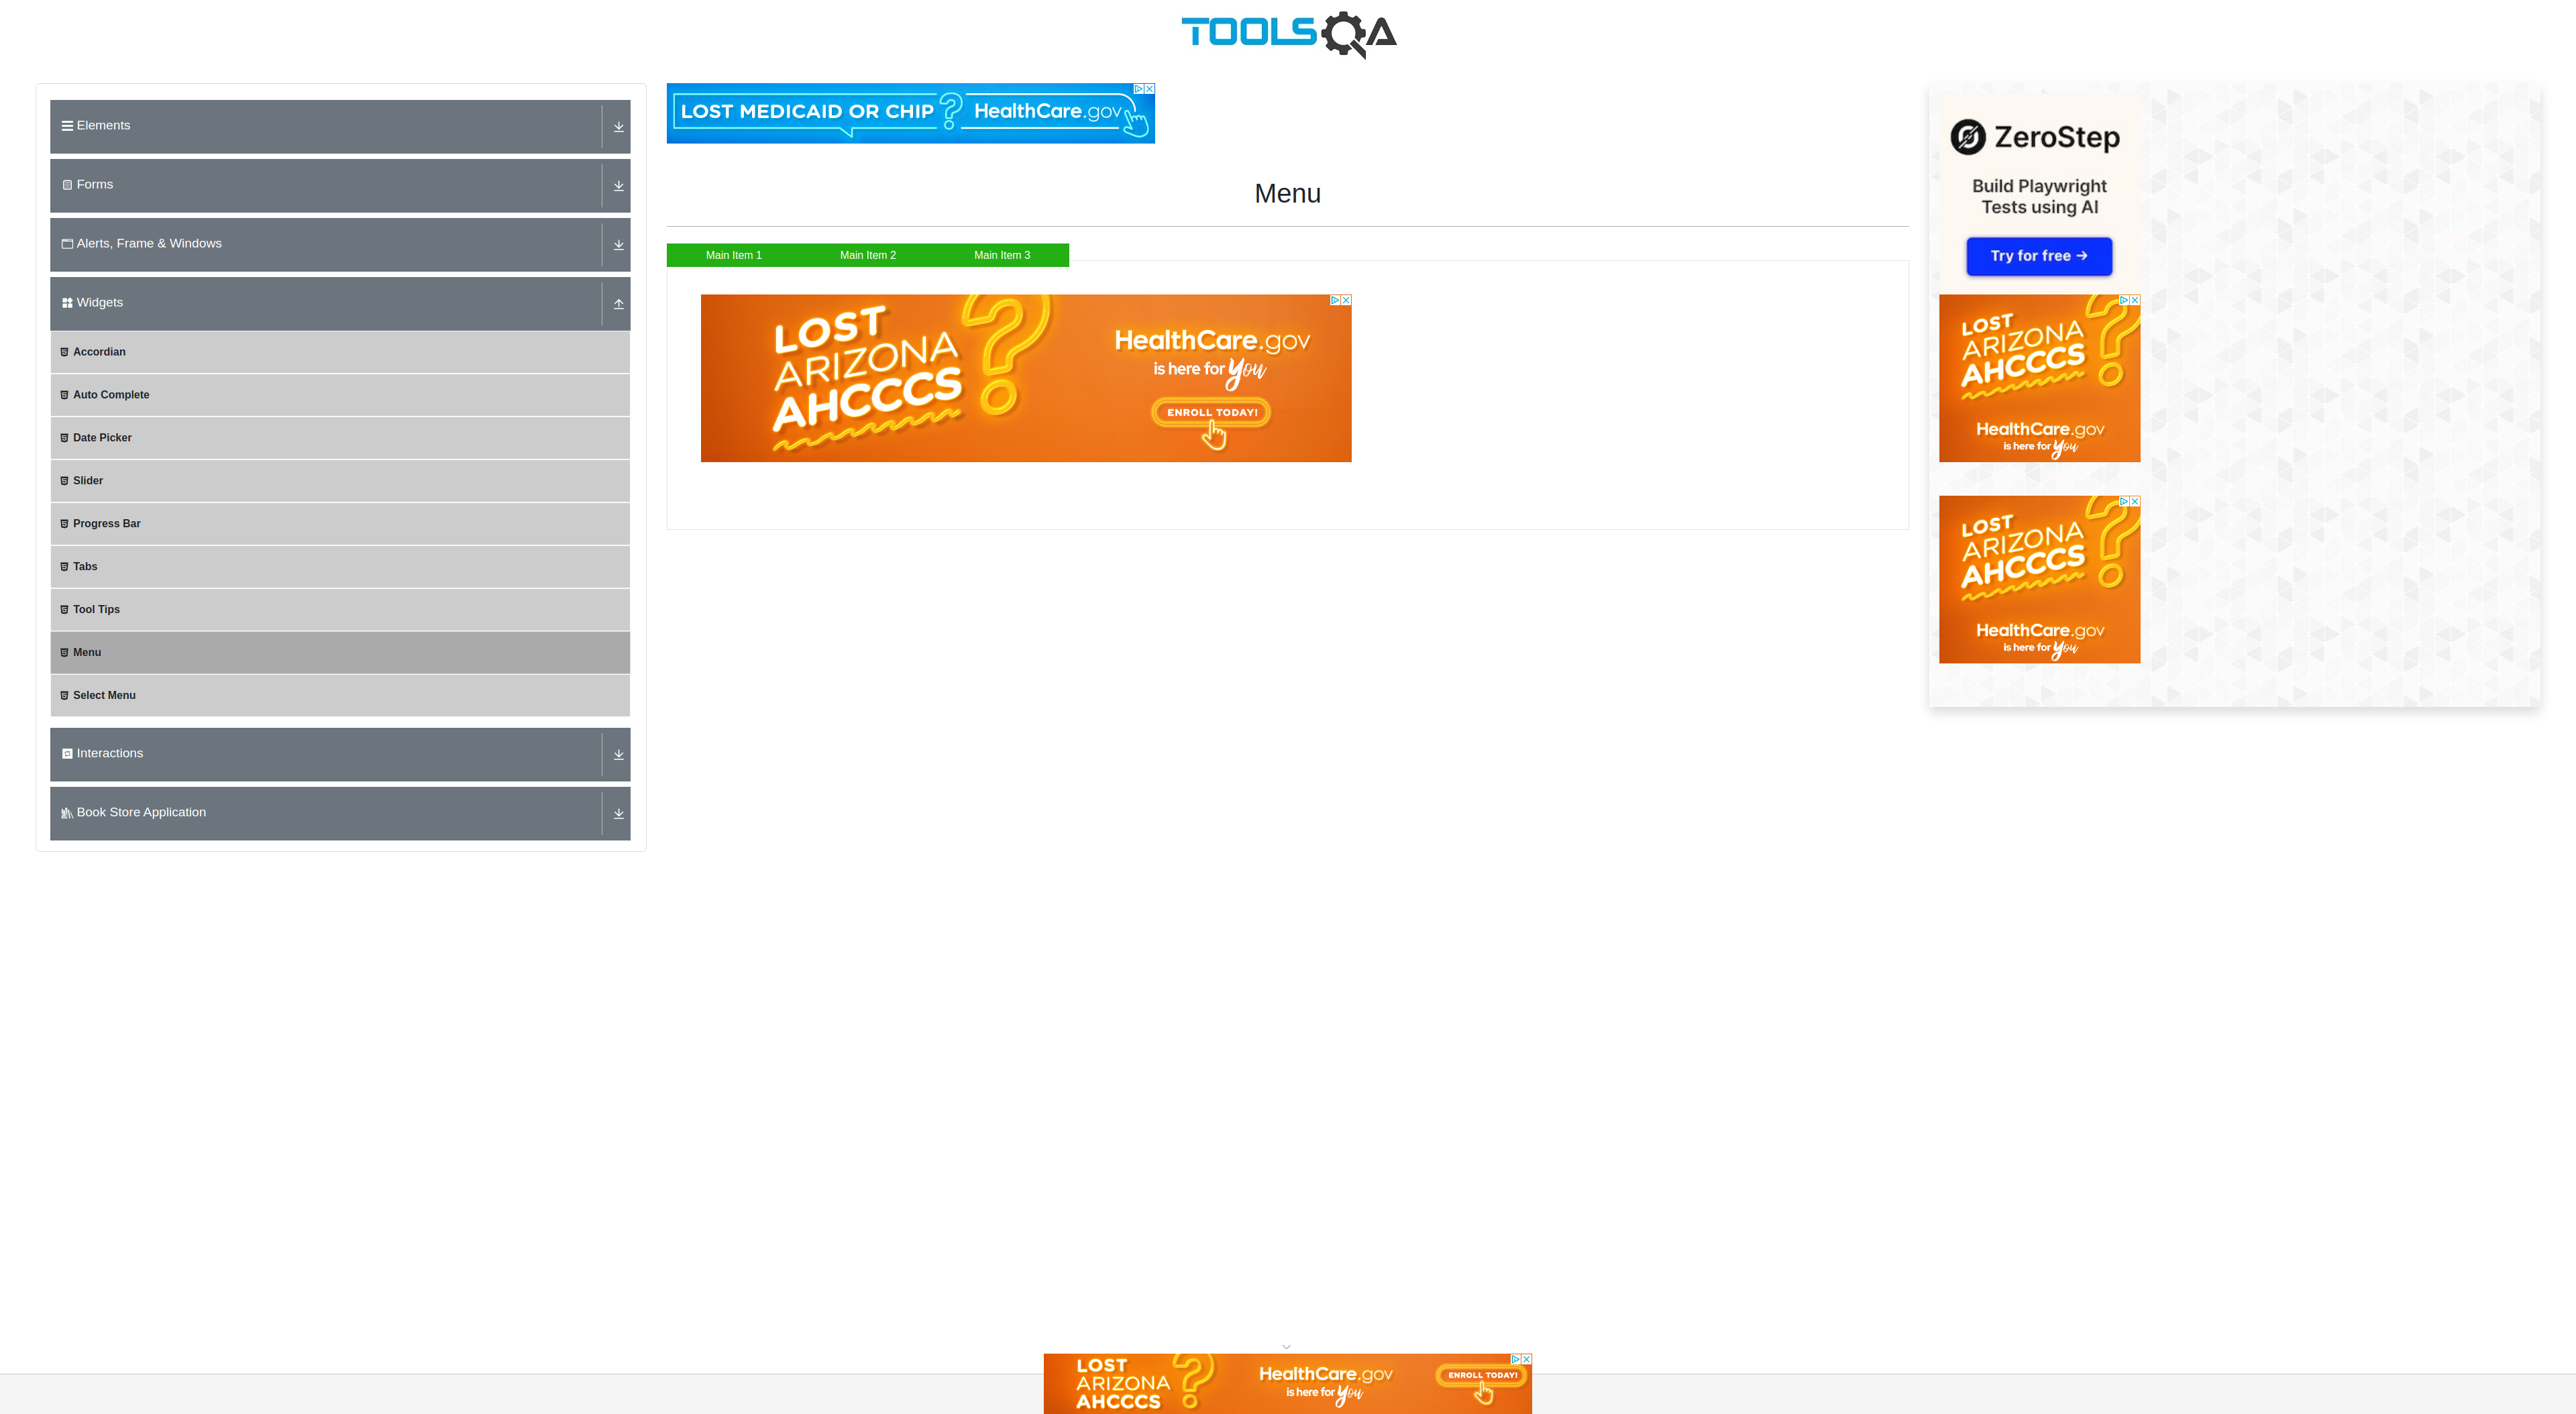 TOOLSQA
Elements
Forms
Alerts, Frame & Windows
Widgets
Accordian
Auto Complete
Date Picker
Slider
Progress Bar
Tabs
Tool Tips
Menu
Select Menu
Interactions
Book Store Application
LOST MEDICAID OR CHIP? HealthCare.gov
Menu
Main Item 1
Main Item 2
Main Item 3
LOST
ARIZONA
AHCCCS?
HealthCare.gov
is here for you
ENROLL TODAY!
ZeroStep
Build Playwright
Tests using AI
Try for free →
LOST
ARIZONA
AHCCCS?
HealthCare.gov
is here for you
LOST
ARIZONA
AHCCCS?
HealthCare.gov
is here for you
LOST
ARIZONA
AHCCCS?
HealthCare.gov
is here for you
ENROLL TODAY!